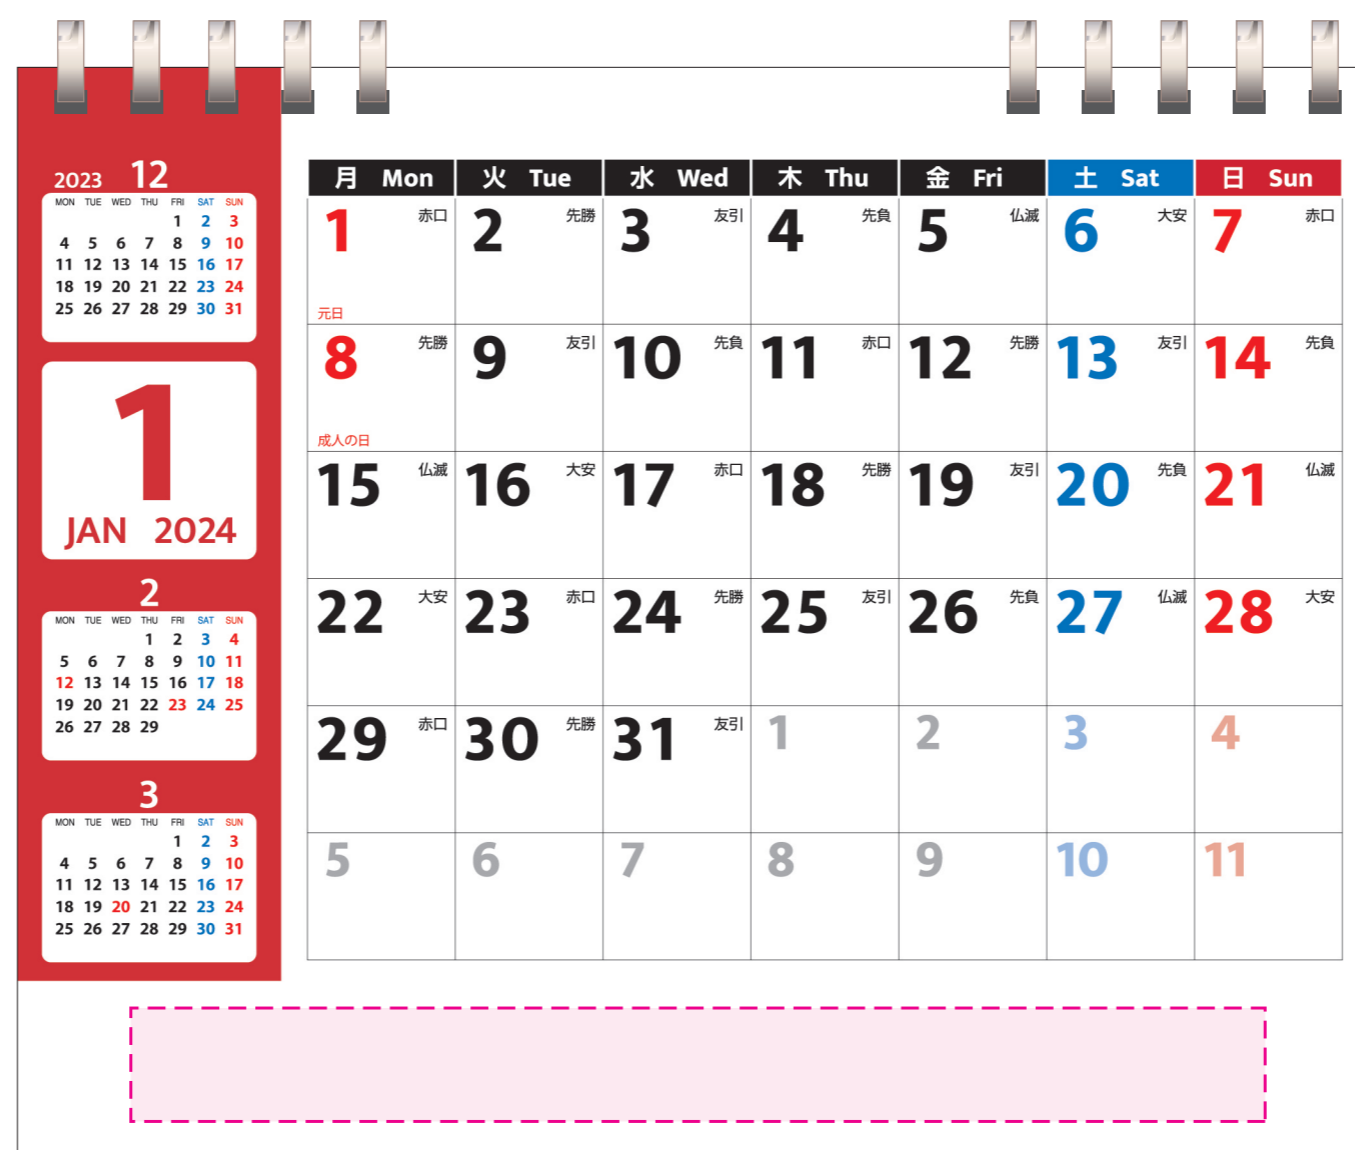 2023 12
MON TUE WED THU FRI SAT SUN
1 2 3
4 5 6 7 8 9 10
11 12 13 14 15 16 17
18 19 20 21 22 23 24
25 26 27 28 29 30 31
1
JAN 2024
2
MON TUE WED THU FRI SAT SUN
1 2 3 4
5 6 7 8 9 10 11
12 13 14 15 16 17 18
19 20 21 22 23 24 25
26 27 28 29
3
MON TUE WED THU FRI SAT SUN
1 2 3
4 5 6 7 8 9 10
11 12 13 14 15 16 17
18 19 20 21 22 23 24
25 26 27 28 29 30 31
月 Mon 火 Tue 水 Wed 木 Thu 金 Fri 土 Sat 日 Sun
1 赤口 2 先勝 3 友引 4 先負 5 仏滅 6 大安 7 赤口
元日
8 先勝 9 友引 10 先負 11 赤口 12 先勝 13 友引 14 先負
成人の日
15 仏滅 16 大安 17 赤口 18 先勝 19 友引 20 先負 21 仏滅
22 大安 23 赤口 24 先勝 25 友引 26 先負 27 仏滅 28 大安
29 赤口 30 先勝 31 友引 1 2 3 4
5 6 7 8 9 10 11